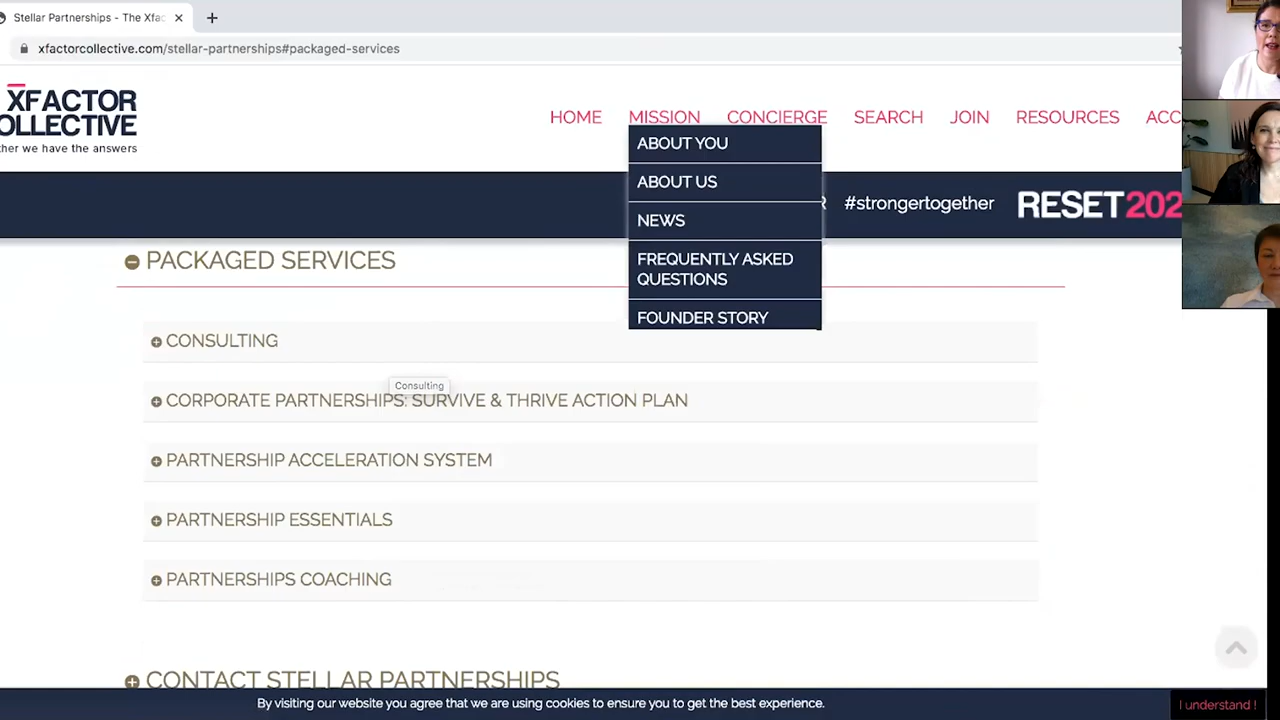 Stellar Partnerships - The Xfac
xfactorcollective.com/stellar-partnerships#packaged-services
XFACTOR
OLLECTIVE
ther we have the answers
HOME MISSION CONCIERGE SEARCH JOIN RESOURCES ACC
ABOUT YOU
ABOUT US
NEWS
FREQUENTLY ASKED
QUESTIONS
FOUNDER STORY
R #strongertogether RESET202
PACKAGED SERVICES
CONSULTING
Consulting
CORPORATE PARTNERSHIPS: SURVIVE & THRIVE ACTION PLAN
PARTNERSHIP ACCELERATION SYSTEM
PARTNERSHIP ESSENTIALS
PARTNERSHIPS COACHING
CONTACT STELLAR PARTNERSHIPS
By visiting our website you agree that we are using cookies to ensure you to get the best experience.
I understand !